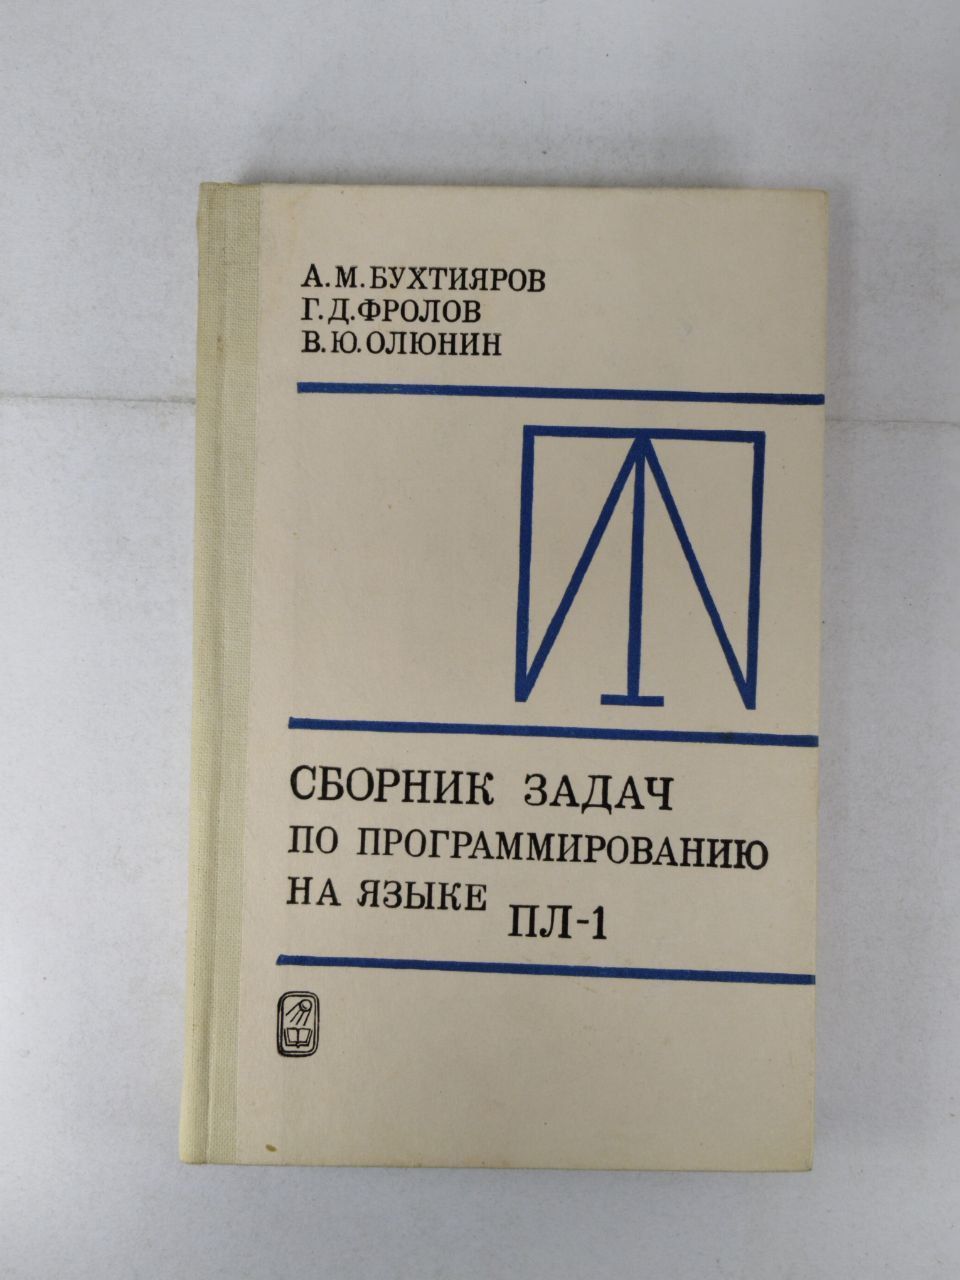 А.М.БУХТИЯРОВ
Г.Д.ФРОЛОВ
В.Ю.ОЛЮНИН
СБОРНИК ЗАДАЧ
ПО ПРОГРАММИРОВАНИЮ
НА ЯЗЫКЕ
ПЛ-1